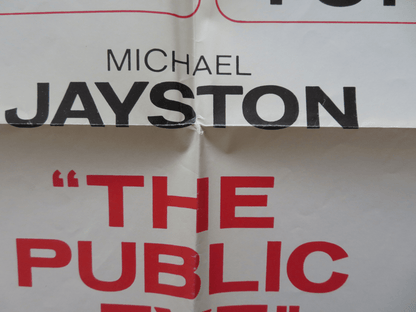 MICHAEL
JAYSTON
"THE
PUBLIC